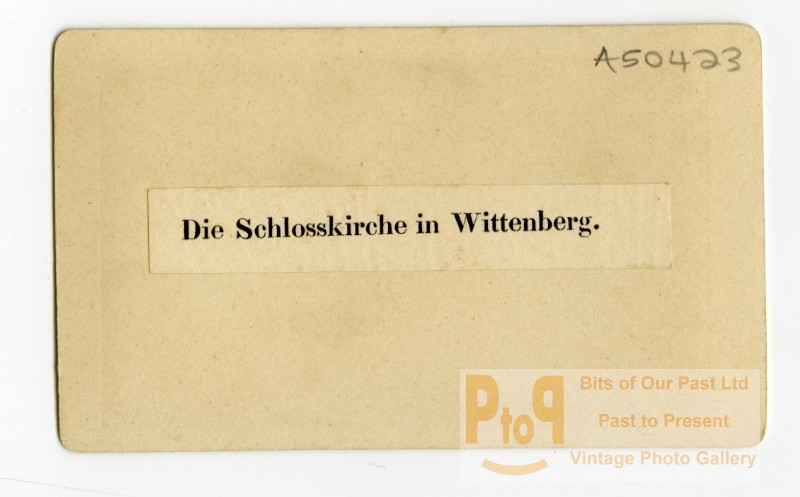 A50423
Die Schlosskirche in Wittenberg.
PtoP
Bits of Our Past Ltd
Past to Present
Vintage Photo Gallery